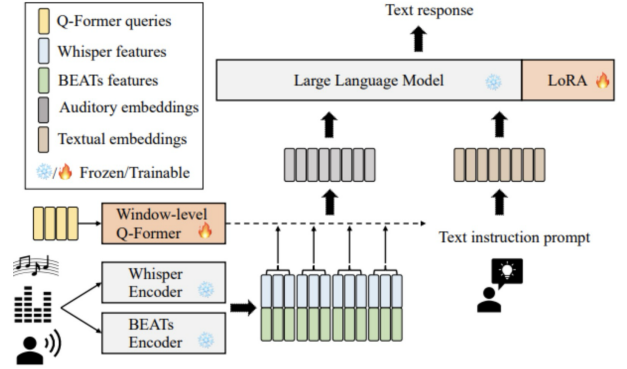 Text response
Q-Former queries
Whisper features
BEATs features
Auditory embeddings
Textual embeddings
/ Frozen/Trainable
Large Language Model
LoRA
Window-level
Q-Former
Text instruction prompt
Whisper
Encoder
BEATs
Encoder